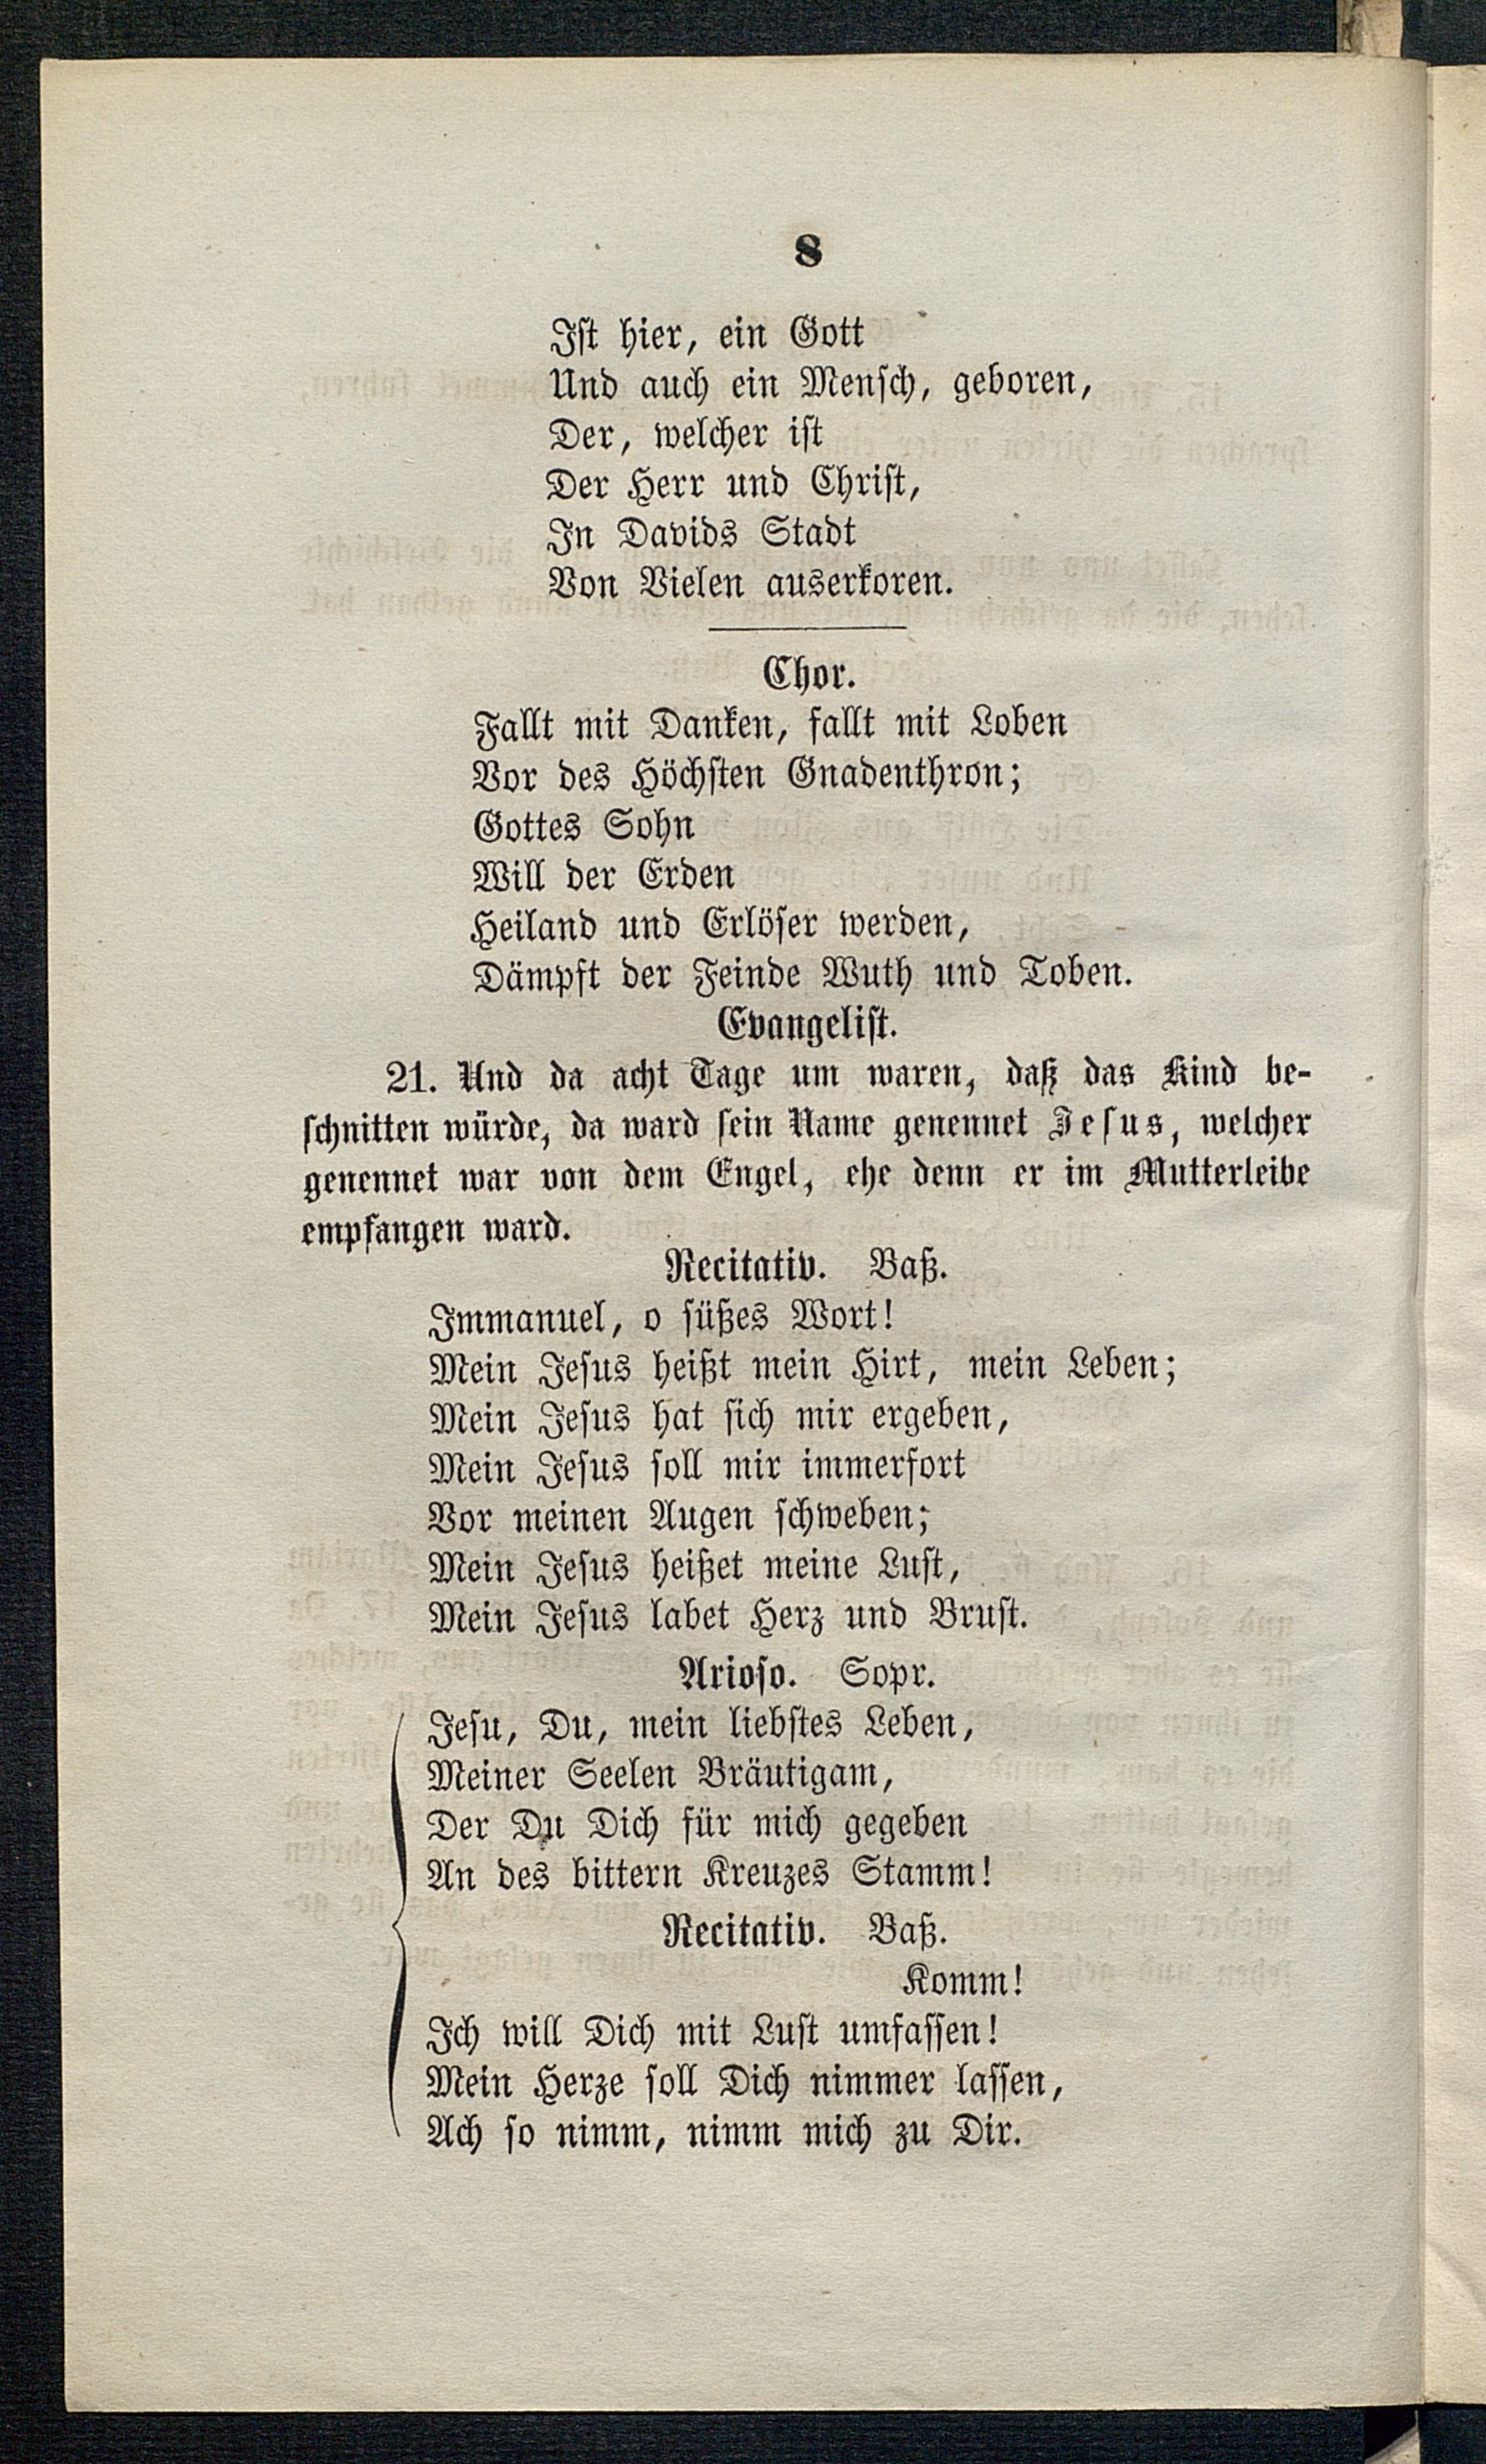 8
Ist hier, ein Gott
Und auch ein Mensch, geboren,
Der, welcher ist
Der Herr und Christ,
In Davids Stadt
Von Vielen auserkoren.
Chor.
Fallt mit Danken, fallt mit Loben
Vor des Höchsten Gnadenthron;
Gottes Sohn
Will der Erden
Heiland und Erlöser werden,
Dämpft der Feinde Wuth und Toben.
Evangelist.
21. Und da acht Tage um waren, daß das Kind be-
schnitten würde, da ward sein Name genennet Jesus, welcher
genennet war von dem Engel, ehe denn er im Mutterleibe
empfangen ward.
Recitativ. Baß.
Immanuel, o süßes Wort!
Mein Jesus heißt mein Hirt, mein Leben;
Mein Jesus hat sich mir ergeben,
Mein Jesus soll mir immerfort
Vor meinen Augen schweben;
Mein Jesus heißet meine Lust,
Mein Jesus labet Herz und Brust.
Arioso. Sopr.
Jesu, Du, mein liebstes Leben,
Meiner Seelen Bräutigam,
Der Du Dich für mich gegeben
An des bittern Kreuzes Stamm!
Recitativ. Baß.
Komm!
Ich will Dich mit Lust umfassen!
Mein Herze soll Dich nimmer lassen,
Ach so nimm, nimm mich zu Dir.